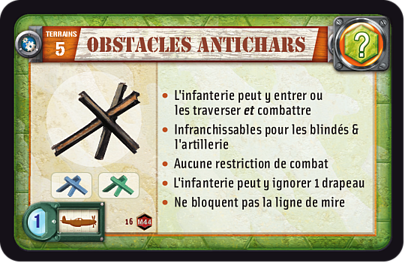 TERRAINS
5
OBSTACLES ANTICHARS
?
• L'infanterie peut y entrer ou
les traverser et combattre
• Infranchissables pour les blindés &
l'artillerie
• Aucune restriction de combat
• L'infanterie peut y ignorer 1 drapeau
• Ne bloquent pas la ligne de mire
1
16 M44